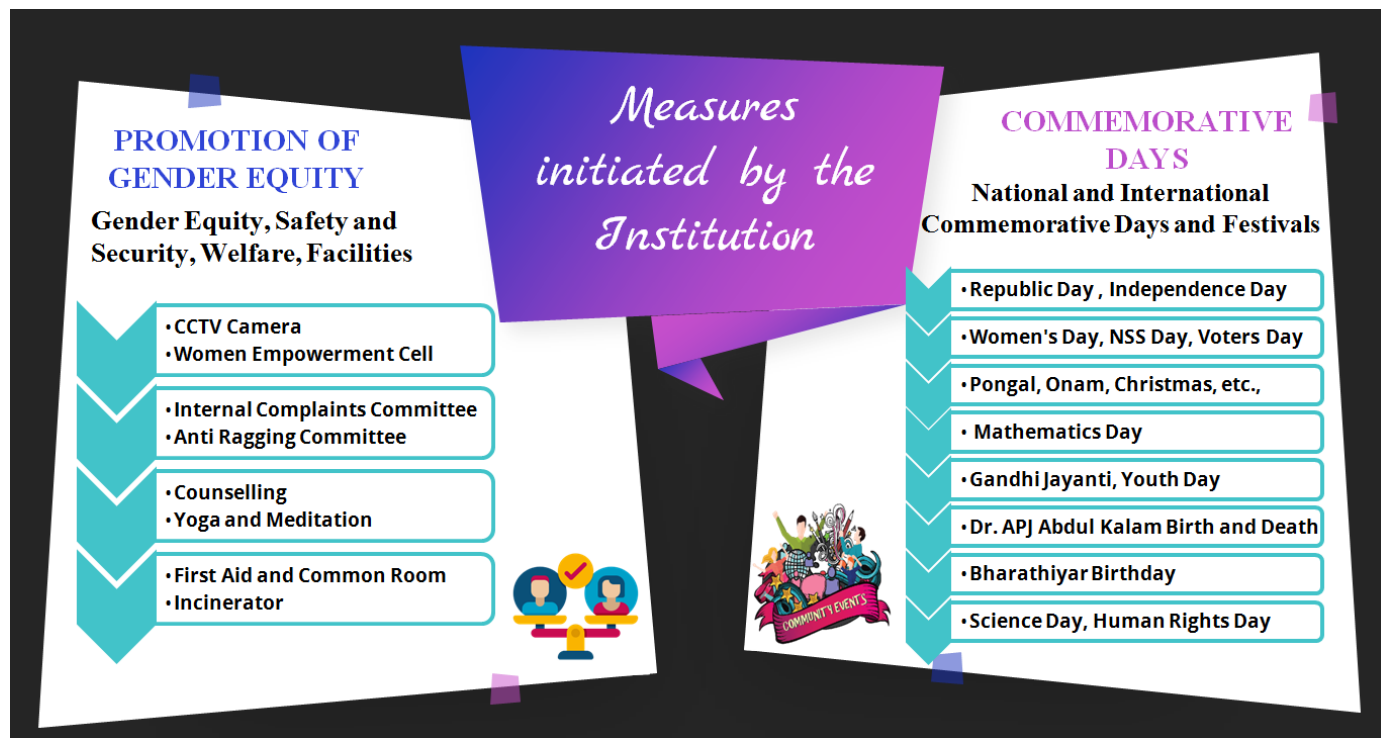 Measures
initiated by the
Institution
PROMOTION OF
GENDER EQUITY
Gender Equity, Safety and
Security, Welfare, Facilities
•CCTV Camera
•Women Empowerment Cell
•Internal Complaints Committee
•Anti Ragging Committee
•Counselling
•Yoga and Meditation
•First Aid and Common Room
•Incinerator
COMMEMORATIVE
DAYS
National and International
Commemorative Days and Festivals
•Republic Day , Independence Day
•Women's Day, NSS Day, Voters Day
•Pongal, Onam, Christmas, etc.,
• Mathematics Day
•Gandhi Jayanti, Youth Day
•Dr. APJ Abdul Kalam Birth and Death
•Bharathiyar Birthday
•Science Day, Human Rights Day
COMMUNITY EVENTS